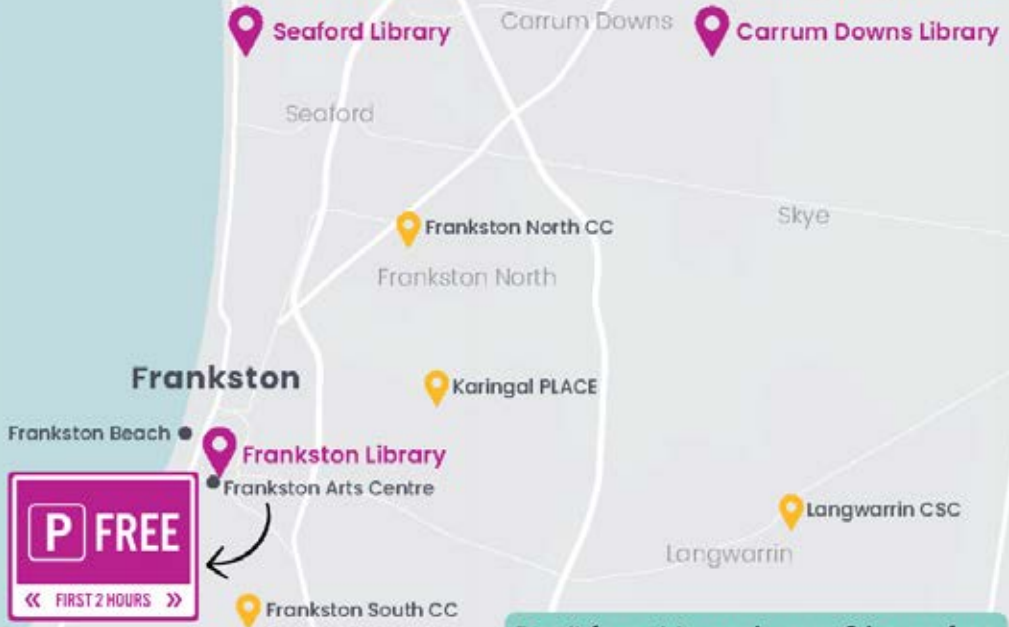 Seaford Library
Carrum Downs
Carrum Downs Library
Seaford
Skye
Frankston North CC
Frankston North
Frankston
Karingal PLACE
Frankston Beach
Frankston Library
Frankston Arts Centre
P FREE
« FIRST 2 HOURS »
Langwarrin CSC
Langwarrin
Frankston South CC